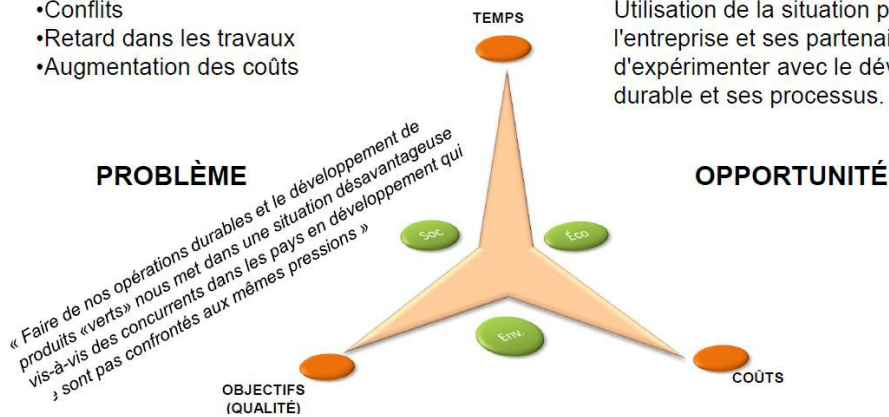 •Conflits
•Retard dans les travaux
•Augmentation des coûts
TEMPS
Utilisation de la situation p
l'entreprise et ses partenai
d'expérimenter avec le dév
durable et ses processus.
PROBLÈME
OPPORTUNITÉ
« Faire de nos opérations durables et le développement de
produits «verts» nous met dans une situation désavantageuse
vis-à-vis des concurrents dans les pays en développement qui
e sont pas confrontés aux mêmes pressions »
Soc
Éco
Env.
OBJECTIFS
(QUALITÉ)
COÛTS